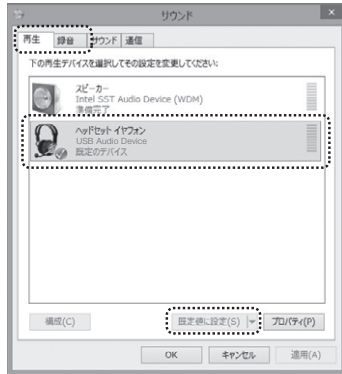 サウンド
再生 録音 サウンド 通信
下の再生デバイスを選択してその設定を変更してください:
スピーカー
Intel SST Audio Device (WDM)
準備完了
ヘッドセット イヤフォン
USB Audio Device
既定のデバイス
構成(C) 既定値に設定(S) プロパティ(P)
OK キャンセル 適用(A)